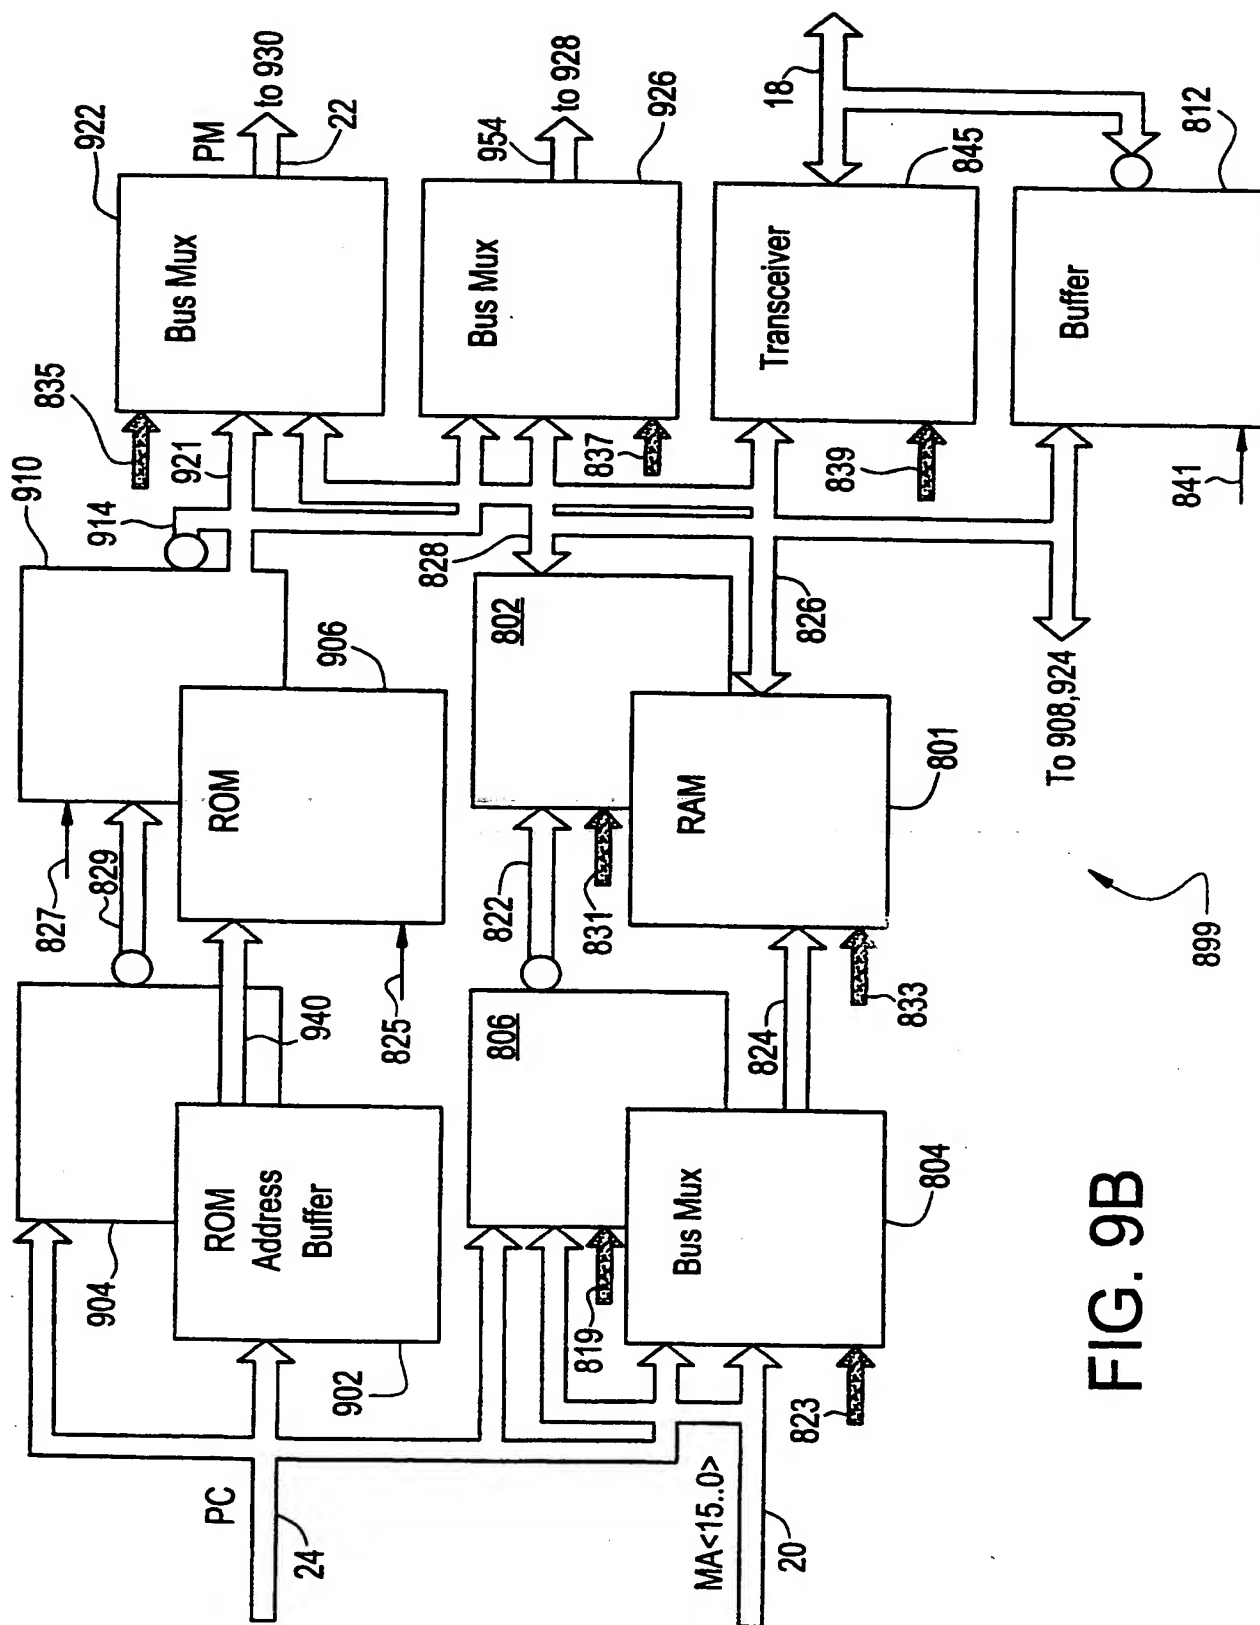 PC
24
MA<15..0>
20
904
ROM
Address
Buffer
902
819
806
Bus Mux
804
823
827
829
940
825
822
831
824
833
910
914
ROM
906
802
828
RAM
801
826
To 908,924
899
835
921
837
839
841
922
Bus Mux
PM
to 930
22
Bus Mux
954
to 928
926
Transceiver
18
845
Buffer
812
FIG. 9B